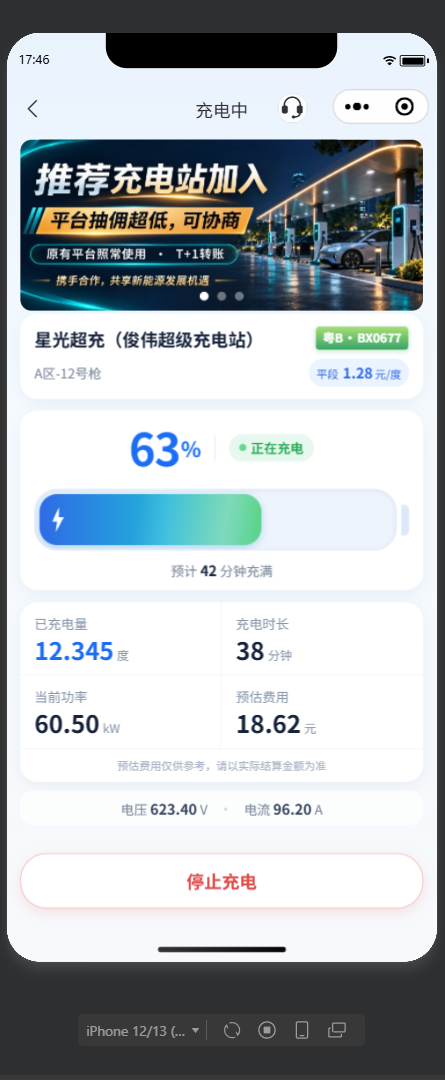 17:46
充电中
推荐充电站加入
平台抽佣超低，可协商
原有平台照常使用 · T+1转账
携手合作，共享新能源发展机遇
星光超充（俊伟超级充电站）
粤B·BX0677
A区-12号枪
平段 1.28 元/度
63%
正在充电
预计 42 分钟充满
已充电量
充电时长
12.345 度
38 分钟
当前功率
预估费用
60.50 kW
18.62 元
预估费用仅供参考，请以实际结算金额为准
电压 623.40 V · 电流 96.20 A
停止充电
iPhone 12/13 (...